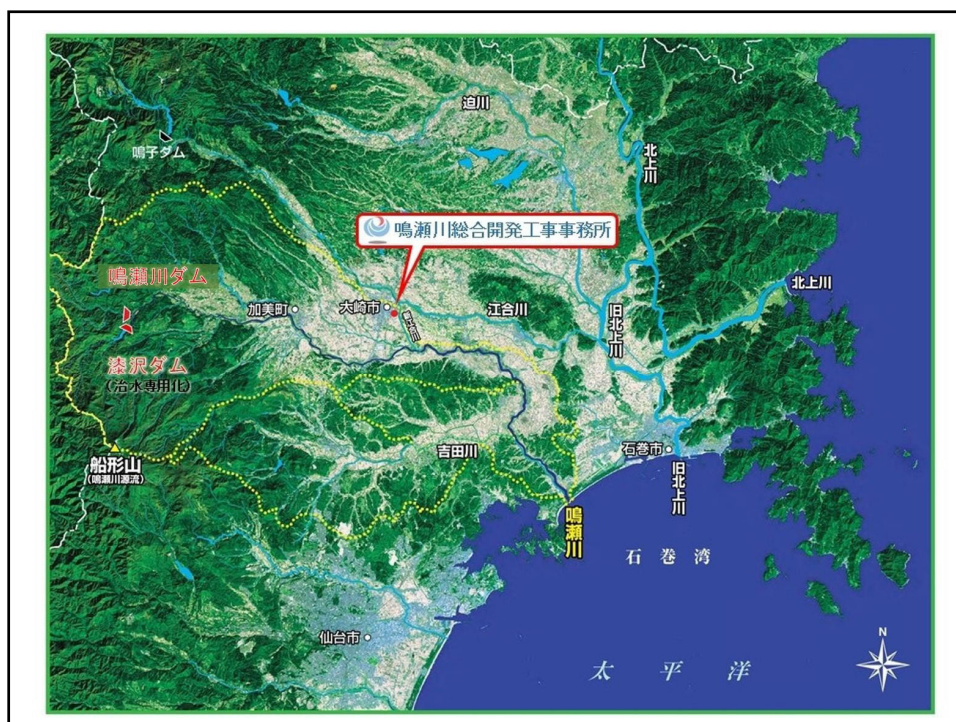 迫川
北上川
鳴子ダム
鳴瀬川総合開発工事事務所
鳴瀬川ダム
北上川
加美町
大崎市
江合川
旧北上川
漆沢ダム
(治水専用化)
吉田川
石巻市
船形山
(鳴瀬川源流)
旧北上川
鳴瀬川
石巻湾
仙台市
太平洋
N